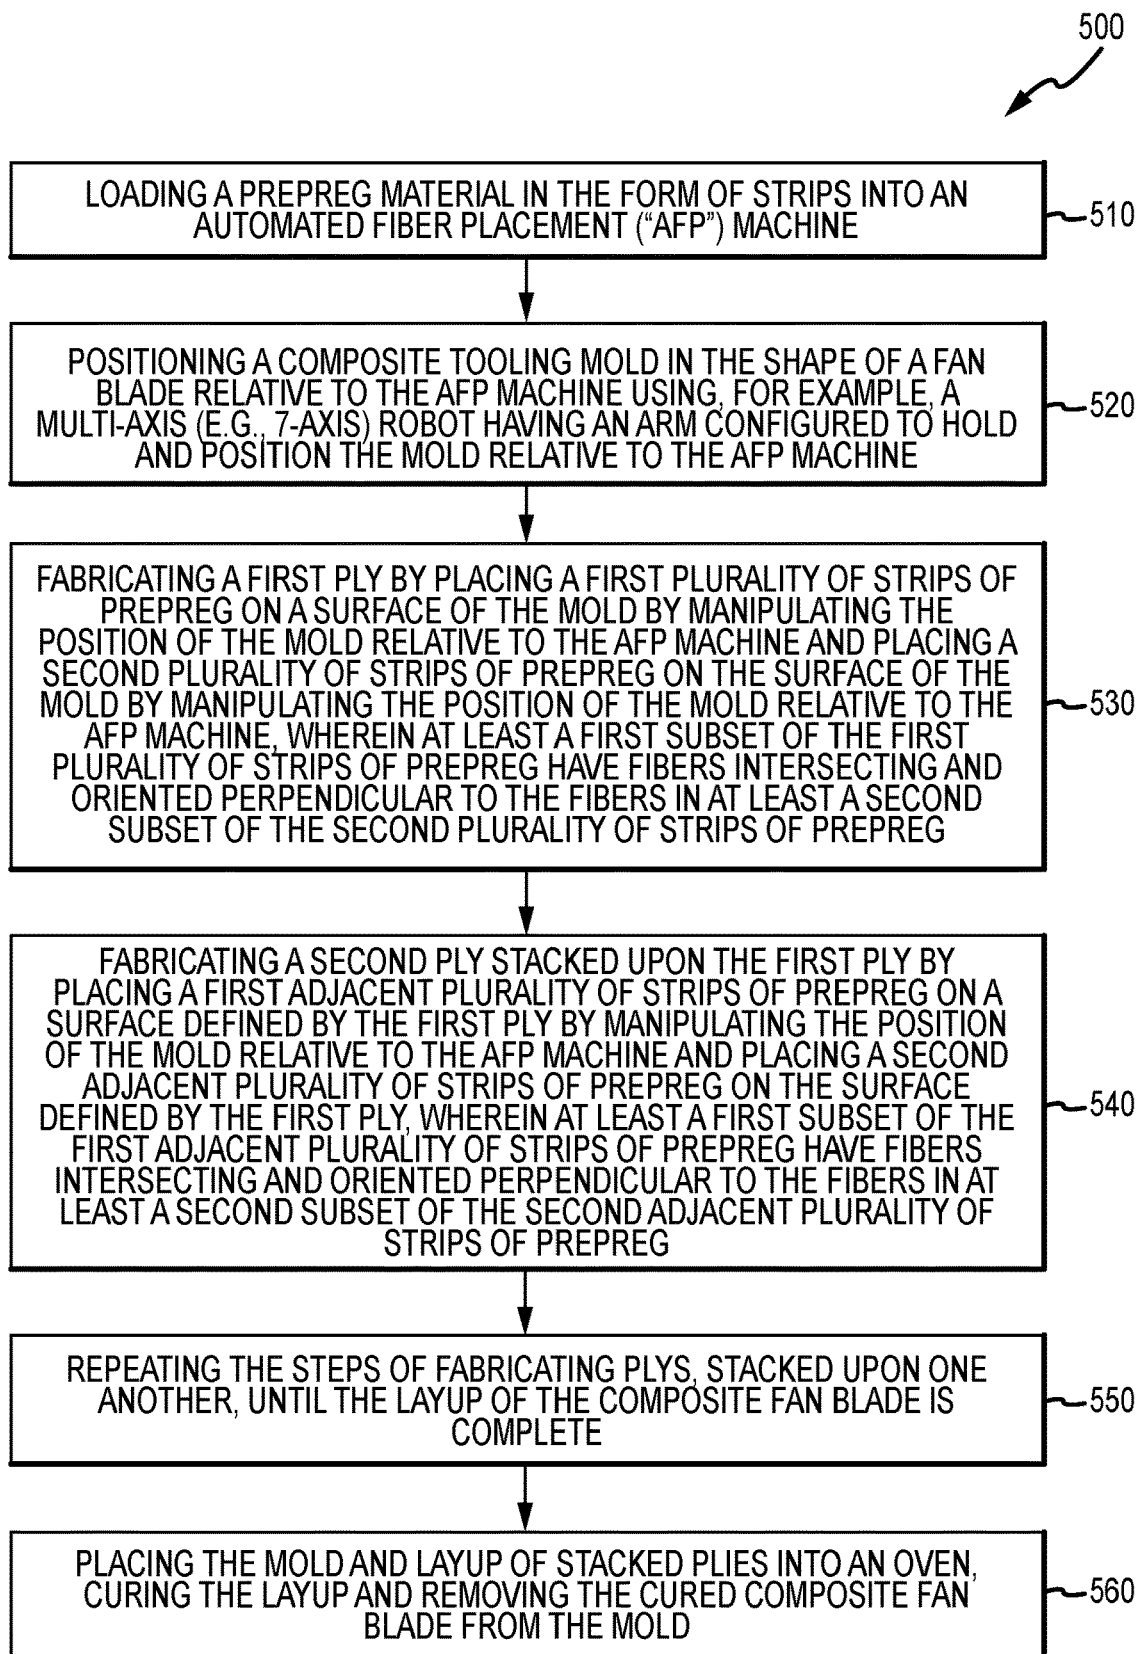 500
LOADING A PREPREG MATERIAL IN THE FORM OF STRIPS INTO AN
AUTOMATED FIBER PLACEMENT (“AFP”) MACHINE
510
POSITIONING A COMPOSITE TOOLING MOLD IN THE SHAPE OF A FAN
BLADE RELATIVE TO THE AFP MACHINE USING, FOR EXAMPLE, A
MULTI-AXIS (E.G., 7-AXIS) ROBOT HAVING AN ARM CONFIGURED TO HOLD
AND POSITION THE MOLD RELATIVE TO THE AFP MACHINE
520
FABRICATING A FIRST PLY BY PLACING A FIRST PLURALITY OF STRIPS OF
PREPREG ON A SURFACE OF THE MOLD BY MANIPULATING THE
POSITION OF THE MOLD RELATIVE TO THE AFP MACHINE AND PLACING A
SECOND PLURALITY OF STRIPS OF PREPREG ON THE SURFACE OF THE
MOLD BY MANIPULATING THE POSITION OF THE MOLD RELATIVE TO THE
AFP MACHINE, WHEREIN AT LEAST A FIRST SUBSET OF THE FIRST
PLURALITY OF STRIPS OF PREPREG HAVE FIBERS INTERSECTING AND
ORIENTED PERPENDICULAR TO THE FIBERS IN AT LEAST A SECOND
SUBSET OF THE SECOND PLURALITY OF STRIPS OF PREPREG
530
FABRICATING A SECOND PLY STACKED UPON THE FIRST PLY BY
PLACING A FIRST ADJACENT PLURALITY OF STRIPS OF PREPREG ON A
SURFACE DEFINED BY THE FIRST PLY BY MANIPULATING THE POSITION
OF THE MOLD RELATIVE TO THE AFP MACHINE AND PLACING A SECOND
ADJACENT PLURALITY OF STRIPS OF PREPREG ON THE SURFACE
DEFINED BY THE FIRST PLY, WHEREIN AT LEAST A FIRST SUBSET OF THE
FIRST ADJACENT PLURALITY OF STRIPS OF PREPREG HAVE FIBERS
INTERSECTING AND ORIENTED PERPENDICULAR TO THE FIBERS IN AT
LEAST A SECOND SUBSET OF THE SECOND ADJACENT PLURALITY OF
STRIPS OF PREPREG
540
REPEATING THE STEPS OF FABRICATING PLYS, STACKED UPON ONE
ANOTHER, UNTIL THE LAYUP OF THE COMPOSITE FAN BLADE IS
COMPLETE
550
PLACING THE MOLD AND LAYUP OF STACKED PLIES INTO AN OVEN,
CURING THE LAYUP AND REMOVING THE CURED COMPOSITE FAN
BLADE FROM THE MOLD
560